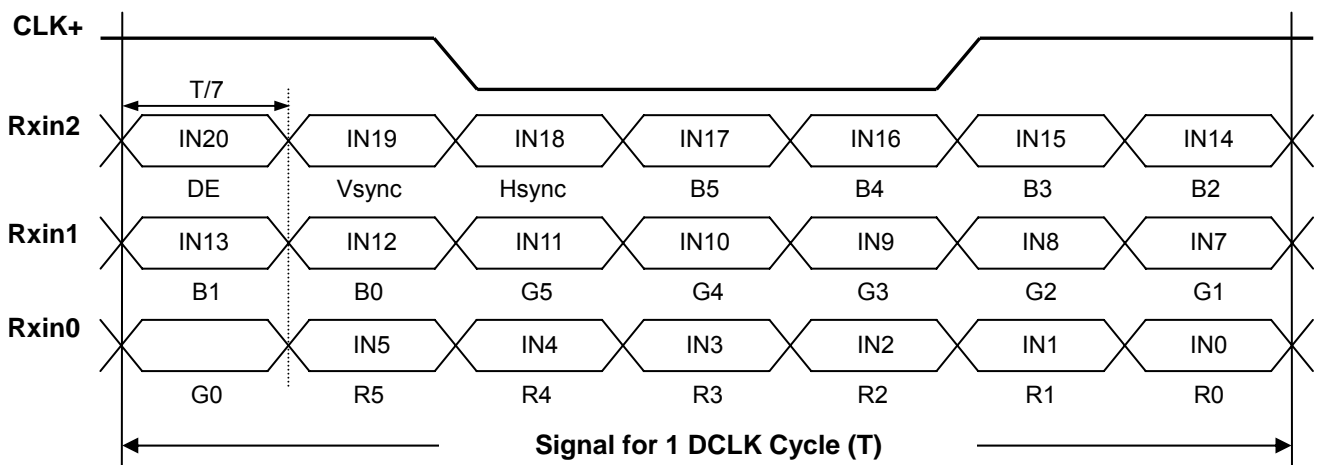 CLK+
T/7
Rxin2 IN20 IN19 IN18 IN17 IN16 IN15 IN14
DE Vsync Hsync B5 B4 B3 B2
Rxin1 IN13 IN12 IN11 IN10 IN9 IN8 IN7
B1 B0 G5 G4 G3 G2 G1
Rxin0 IN5 IN4 IN3 IN2 IN1 IN0
G0 R5 R4 R3 R2 R1 R0
Signal for 1 DCLK Cycle (T)